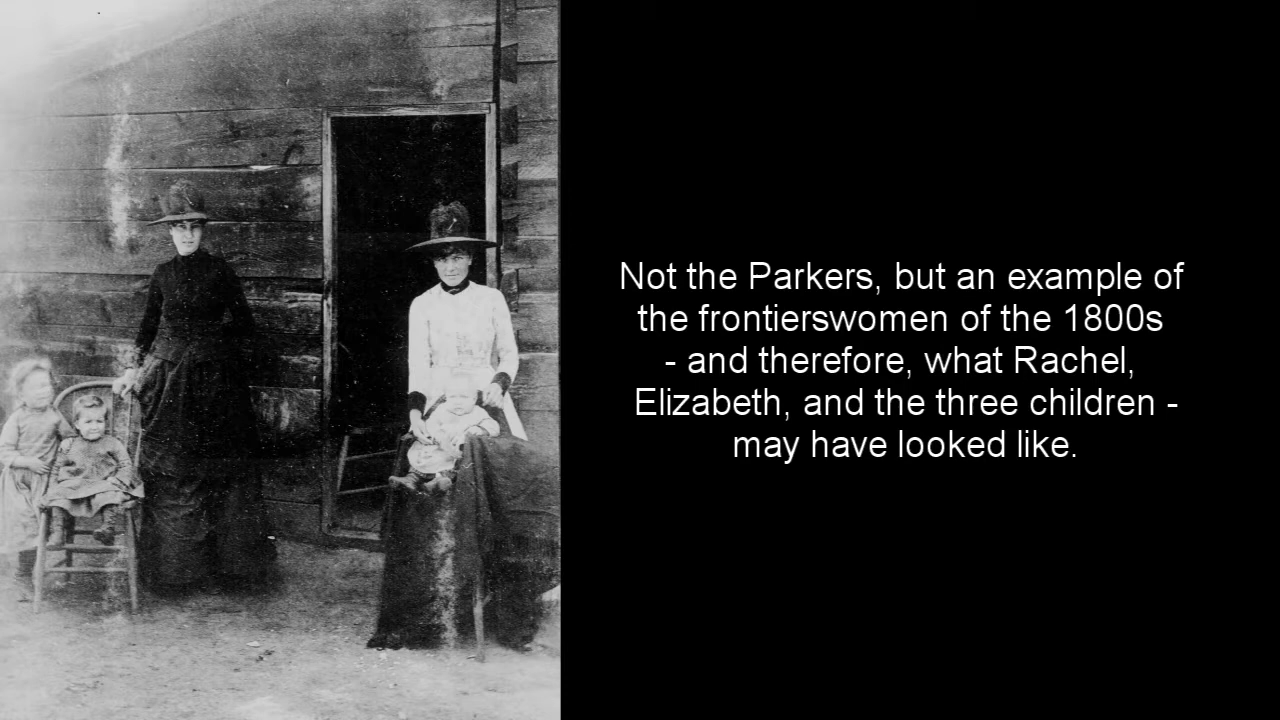 Not the Parkers, but an example of
the frontierswomen of the 1800s
- and therefore, what Rachel,
Elizabeth, and the three children -
may have looked like.